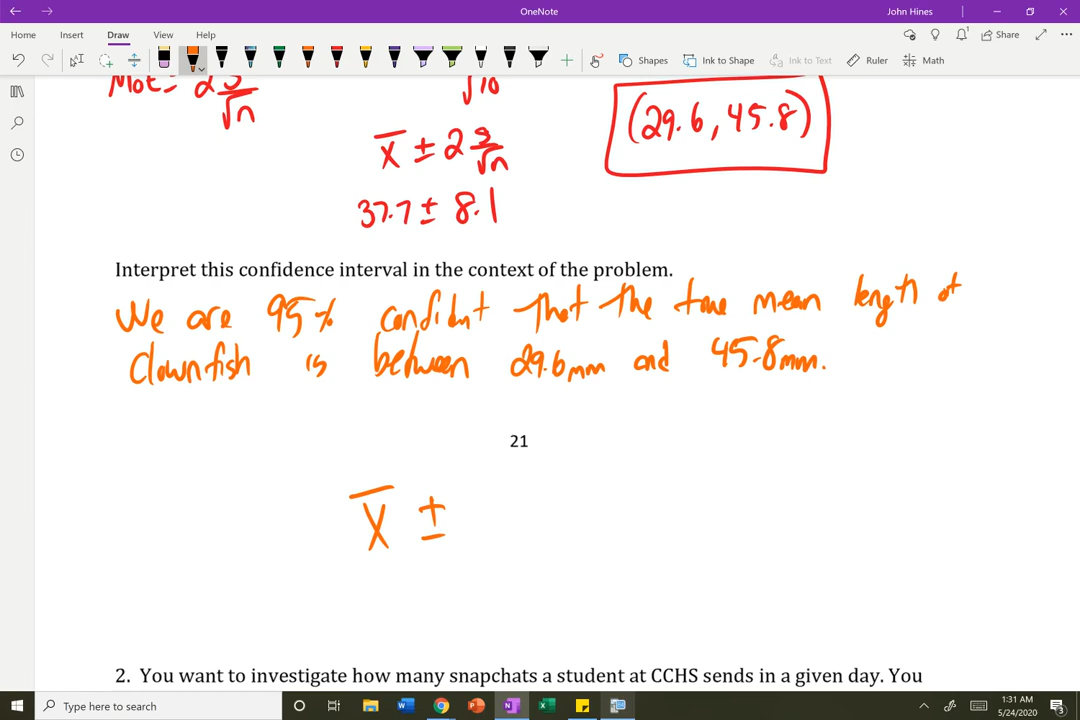 OneNote
John Hines
Home Insert Draw View Help
Share
Shapes Ink to Shape Ink to Text Ruler Math
MoE = 2 s/√n
√10
(29.6, 45.8)
x̄ ± 2 s/√n
37.7 ± 8.1
Interpret this confidence interval in the context of the problem.
We are 95% confident that the true mean length of
clownfish is between 29.6mm and 45.8mm.
21
X̄ ±
2. You want to investigate how many snapchats a student at CCHS sends in a given day. You
Type here to search
1:31 AM
5/24/2020
3